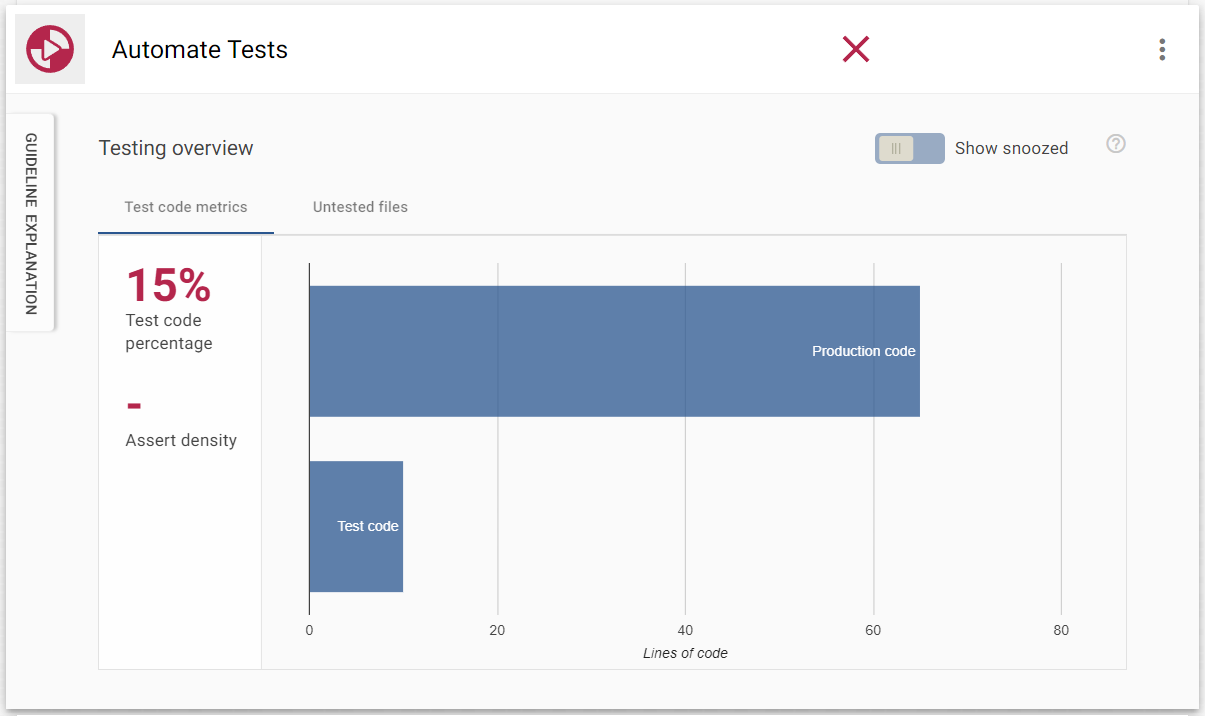 Automate Tests
GUIDELINE EXPLANATION
Testing overview
Show snoozed
?
Test code metrics
Untested files
15%
Test code
percentage
-
Assert density
Production code
Test code
0 20 40 60 80
Lines of code